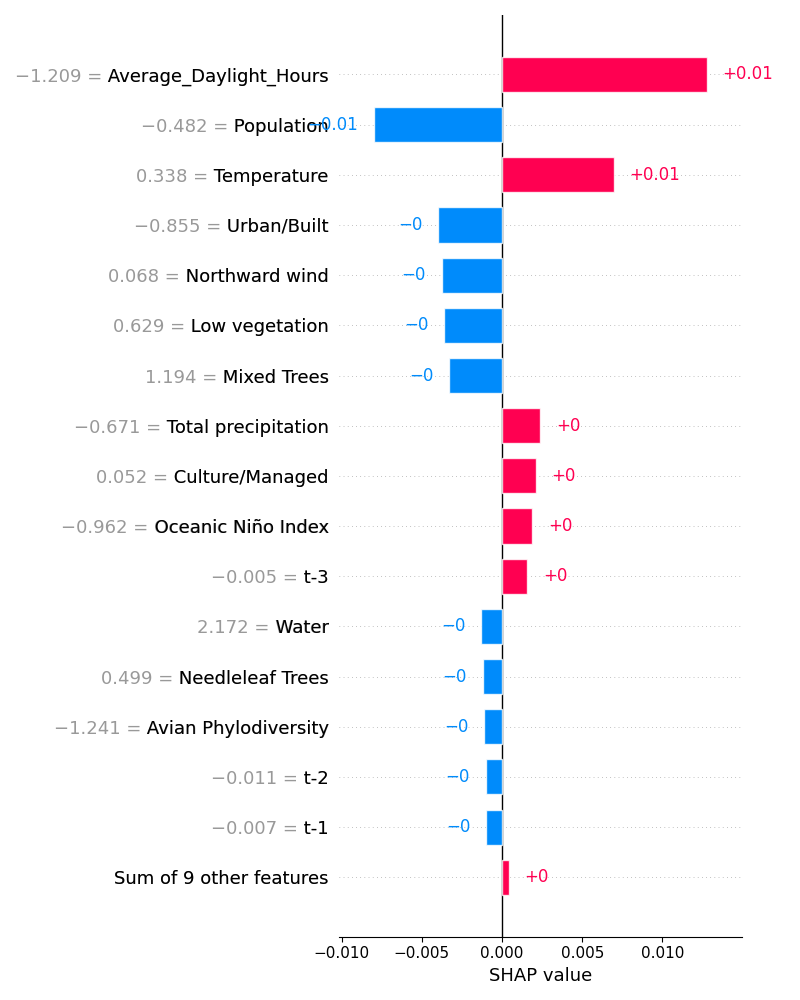 −1.209 = Average_Daylight_Hours +0.01
−0.482 = Population −0.01
0.338 = Temperature +0.01
−0.855 = Urban/Built −0
0.068 = Northward wind −0
0.629 = Low vegetation −0
1.194 = Mixed Trees −0
−0.671 = Total precipitation +0
0.052 = Culture/Managed +0
−0.962 = Oceanic Niño Index +0
−0.005 = t-3 +0
2.172 = Water −0
0.499 = Needleleaf Trees −0
−1.241 = Avian Phylodiversity −0
−0.011 = t-2 −0
−0.007 = t-1 −0
Sum of 9 other features +0
−0.010 −0.005 0.000 0.005 0.010
SHAP value